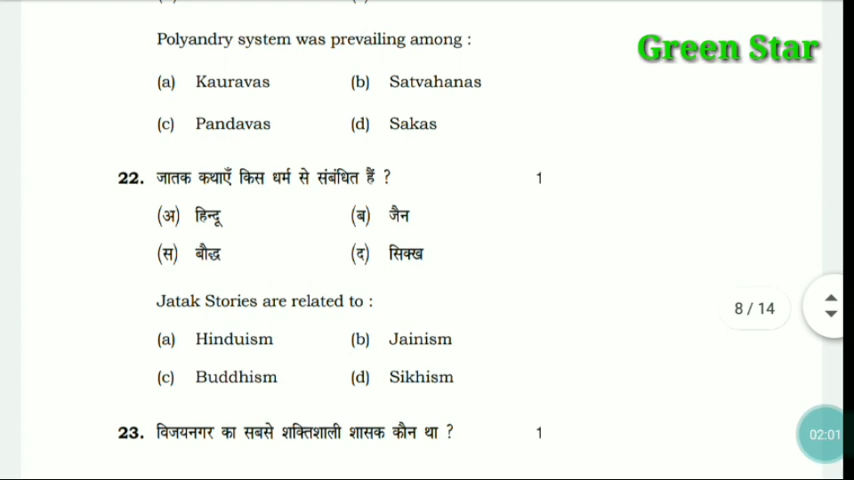 Polyandry system was prevailing among :
Green Star
(a) Kauravas (b) Satvahanas
(c) Pandavas (d) Sakas
22. जातक कथाएँ किस धर्म से संबंधित हैं ? 1
(अ) हिन्दू (ब) जैन
(स) बौद्ध (द) सिक्ख
Jatak Stories are related to :
8 / 14
(a) Hinduism (b) Jainism
(c) Buddhism (d) Sikhism
23. विजयनगर का सबसे शक्तिशाली शासक कौन था ? 1
02:01